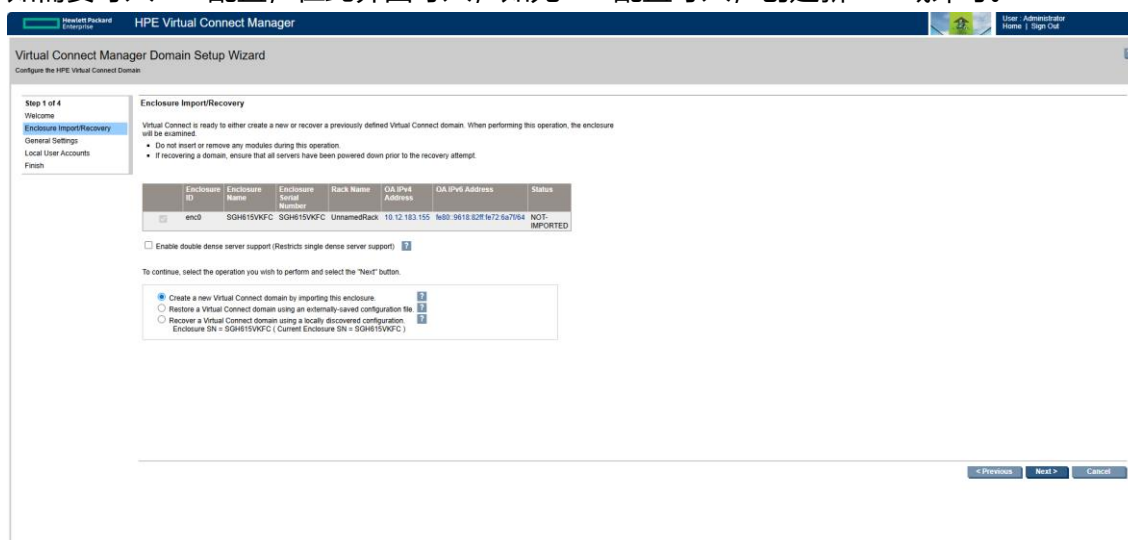 Hewlett Packard
Enterprise
HPE Virtual Connect Manager
User : Administrator
Home | Sign Out
Virtual Connect Manager Domain Setup Wizard
Configure the HPE Virtual Connect Domain
Step 1 of 4
Welcome
Enclosure Import/Recovery
General Settings
Local User Accounts
Finish
Enclosure Import/Recovery
Virtual Connect is ready to either create a new or recover a previously defined Virtual Connect domain. When performing this operation, the enclosure
will be examined.
• Do not insert or remove any modules during this operation.
• If recovering a domain, ensure that all servers have been powered down prior to the recovery attempt.
Enclosure ID Enclosure Name Enclosure Serial Number Rack Name OA IPv4 Address OA IPv6 Address Status
enc0 SGH615VKFC SGH615VKFC UnnamedRack 10.12.183.155 fe80::9618:82ff:fe72:6a7f/64 NOT-IMPORTED
Enable double dense server support (Restricts single dense server support) ?
To continue, select the operation you wish to perform and select the "Next" button.
Create a new Virtual Connect domain by importing this enclosure. ?
Restore a Virtual Connect domain using an externally-saved configuration file. ?
Recover a Virtual Connect domain using a locally discovered configuration. ?
Enclosure SN = SGH615VKFC ( Current Enclosure SN = SGH615VKFC )
< Previous Next > Cancel